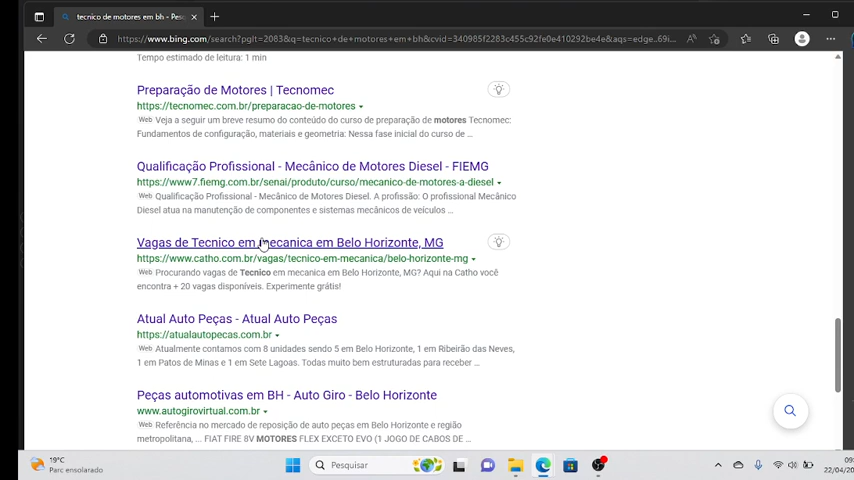 tecnico de motores em bh - Pes
https://www.bing.com/search?pglt=2083&q=tecnico+de+motores+em+bh&cvid=340985f2283c455c92fe0e410292be4e&aqs=edge..69i...
Tempo estimado de leitura: 1 min
Preparação de Motores | Tecnomec
https://tecnomec.com.br/preparacao-de-motores
Web Veja a seguir um breve resumo do conteúdo do curso de preparação de motores Tecnomec:
Fundamentos de configuração, materiais e geometria: Nessa fase inicial do curso de ...
Qualificação Profissional - Mecânico de Motores Diesel - FIEMG
https://www7.fiemg.com.br/senai/produto/curso/mecanico-de-motores-a-diesel
Web Qualificação Profissional - Mecânico de Motores Diesel. A profissão: O profissional Mecânico
Diesel atua na manutenção de componentes e sistemas mecânicos de veículos ...
Vagas de Tecnico em mecanica em Belo Horizonte, MG
https://www.catho.com.br/vagas/tecnico-em-mecanica/belo-horizonte-mg
Web Procurando vagas de Tecnico em mecanica em Belo Horizonte, MG? Aqui na Catho você
encontra + 20 vagas disponíveis. Experimente grátis!
Atual Auto Peças - Atual Auto Peças
https://atualautopecas.com.br
Web Atualmente contamos com 8 unidades sendo 5 em Belo Horizonte, 1 em Ribeirão das Neves,
1 em Patos de Minas e 1 em Sete Lagoas. Todas muito bem estruturadas para receber ...
Peças automotivas em BH - Auto Giro - Belo Horizonte
www.autogirovirtual.com.br
Web Referência no mercado de reposição de auto peças em Belo Horizonte e região
metropolitana, ... FIAT FIRE 8V MOTORES FLEX EXCETO EVO (1 JOGO DE CABOS DE ...
19°C
Parc ensolarado
Pesquisar
09:
22/04/20